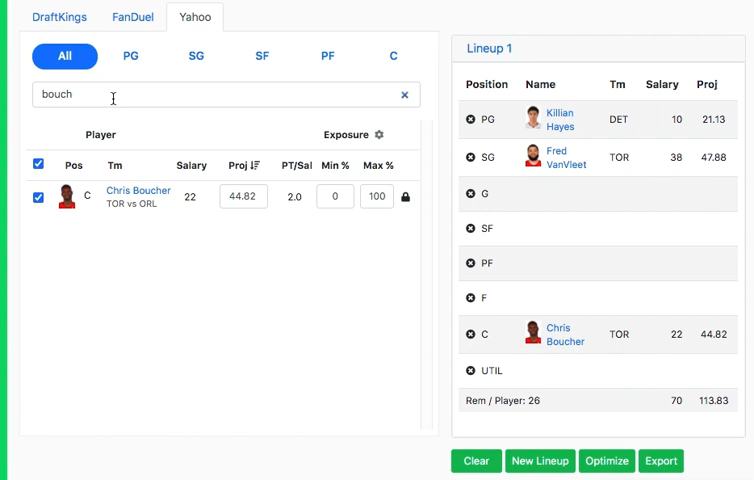 DraftKings FanDuel Yahoo
All PG SG SF PF C
bouch
Player Exposure
Pos Tm Salary Proj PT/Sal Min % Max %
C Chris Boucher 22 44.82 2.0 0 100
TOR vs ORL
Lineup 1
Position Name Tm Salary Proj
PG Killian Hayes DET 10 21.13
SG Fred VanVleet TOR 38 47.88
G
SF
PF
F
C Chris Boucher TOR 22 44.82
UTIL
Rem / Player: 26 70 113.83
Clear New Lineup Optimize Export